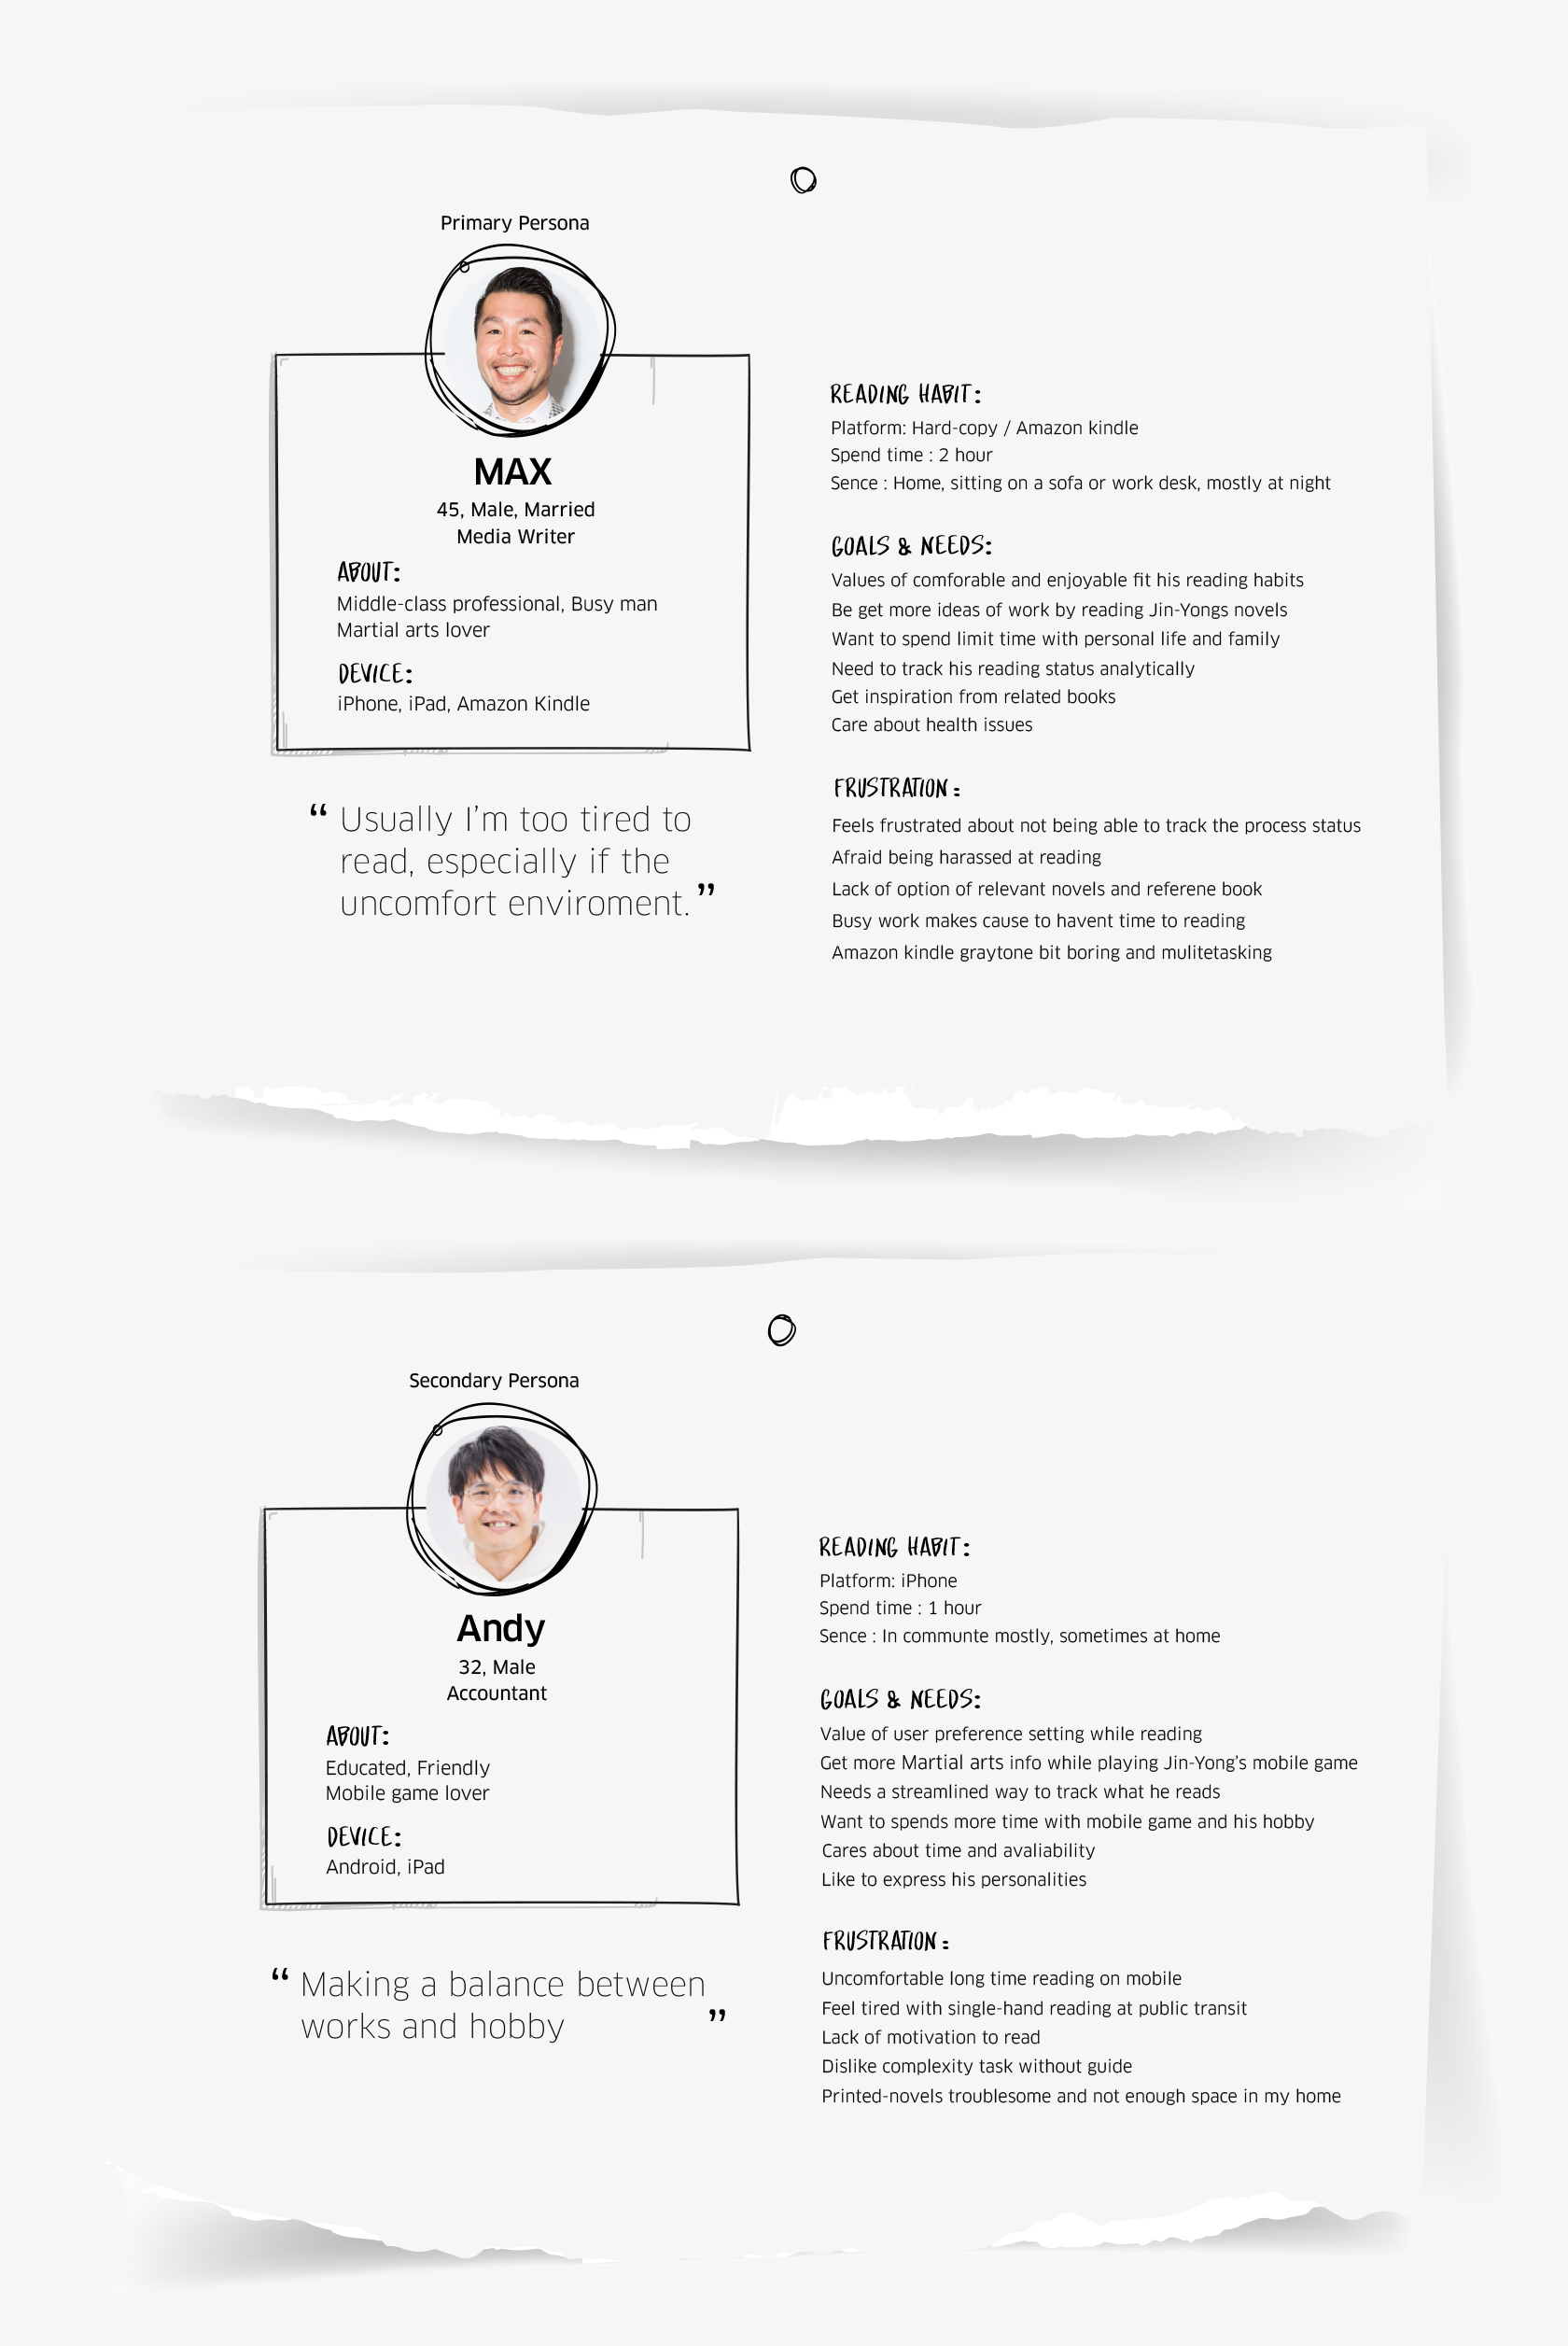 Primary Persona
MAX
45, Male, Married
Media Writer
ABOUT:
Middle-class professional, Busy man
Martial arts lover
DEVICE:
iPhone, iPad, Amazon Kindle
“ Usually I’m too tired to
read, especially if the
uncomfort enviroment. ”
READING HABIT:
Platform: Hard-copy / Amazon kindle
Spend time : 2 hour
Sence : Home, sitting on a sofa or work desk, mostly at night
GOALS & NEEDS:
Values of comforable and enjoyable fit his reading habits
Be get more ideas of work by reading Jin-Yongs novels
Want to spend limit time with personal life and family
Need to track his reading status analytically
Get inspiration from related books
Care about health issues
FRUSTRATION :
Feels frustrated about not being able to track the process status
Afraid being harassed at reading
Lack of option of relevant novels and referene book
Busy work makes cause to havent time to reading
Amazon kindle graytone bit boring and mulitetasking
Secondary Persona
Andy
32, Male
Accountant
ABOUT:
Educated, Friendly
Mobile game lover
DEVICE:
Android, iPad
“ Making a balance between
works and hobby ”
READING HABIT:
Platform: iPhone
Spend time : 1 hour
Sence : In communte mostly, sometimes at home
GOALS & NEEDS:
Value of user preference setting while reading
Get more Martial arts info while playing Jin-Yong’s mobile game
Needs a streamlined way to track what he reads
Want to spends more time with mobile game and his hobby
Cares about time and avaliability
Like to express his personalities
FRUSTRATION :
Uncomfortable long time reading on mobile
Feel tired with single-hand reading at public transit
Lack of motivation to read
Dislike complexity task without guide
Printed-novels troublesome and not enough space in my home